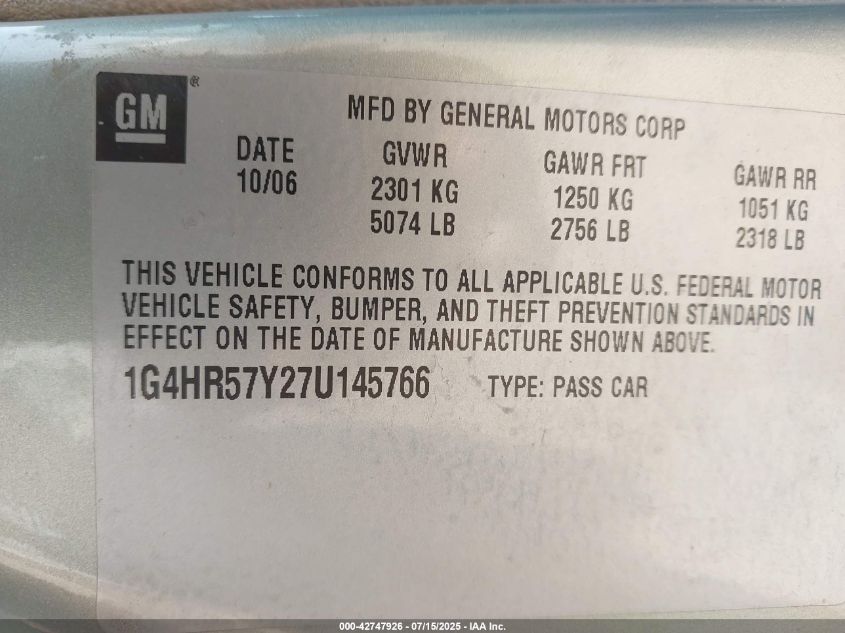 GM ®
MFD BY GENERAL MOTORS CORP
DATE GVWR GAWR FRT GAWR RR
10/06 2301 KG 1250 KG 1051 KG
5074 LB 2756 LB 2318 LB
THIS VEHICLE CONFORMS TO ALL APPLICABLE U.S. FEDERAL MOTOR
VEHICLE SAFETY, BUMPER, AND THEFT PREVENTION STANDARDS IN
EFFECT ON THE DATE OF MANUFACTURE SHOWN ABOVE.
1G4HR57Y27U145766 TYPE: PASS CAR
000-42747926 - 07/15/2025 - IAA Inc.